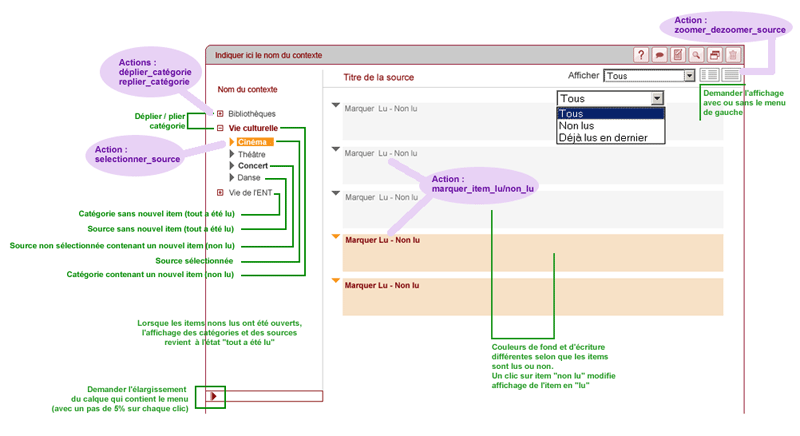 Action :
zoomer_dezoomer_source
Indiquer ici le nom du contexte
Actions :
déplier_catégorie
replier_catégorie
Nom du contexte
Titre de la source
Afficher
Tous
Demander l'affichage
avec ou sans le menu
de gauche
Tous
Tous
Non lus
Déjà lus en dernier
Déplier / plier
catégorie
Bibliothèques
Vie culturelle
Cinéma
Théâtre
Concert
Danse
Vie de l'ENT
Action :
selectionner_source
Marquer Lu - Non lu
Marquer Lu - Non lu
Action :
marquer_item_lu/non_lu
Marquer Lu - Non lu
Marquer Lu - Non lu
Marquer Lu - Non lu
Catégorie sans nouvel item (tout a été lu)
Source sans nouvel item (tout a été lu)
Source non sélectionnée contenant un nouvel item (non lu)
Source sélectionnée
Catégorie contenant un nouvel item (non lu)
Lorsque les items nons lus ont été ouverts,
l'affichage des catégories et des sources
revient à l'état "tout a été lu"
Couleurs de fond et d'écriture
différentes selon que les items
sont lus ou non.
Un clic sur item "non lu" modifie
affichage de l'item en "lu"
Demander l'élargissement
du calque qui contient le menu
(avec un pas de 5% sur chaque clic)